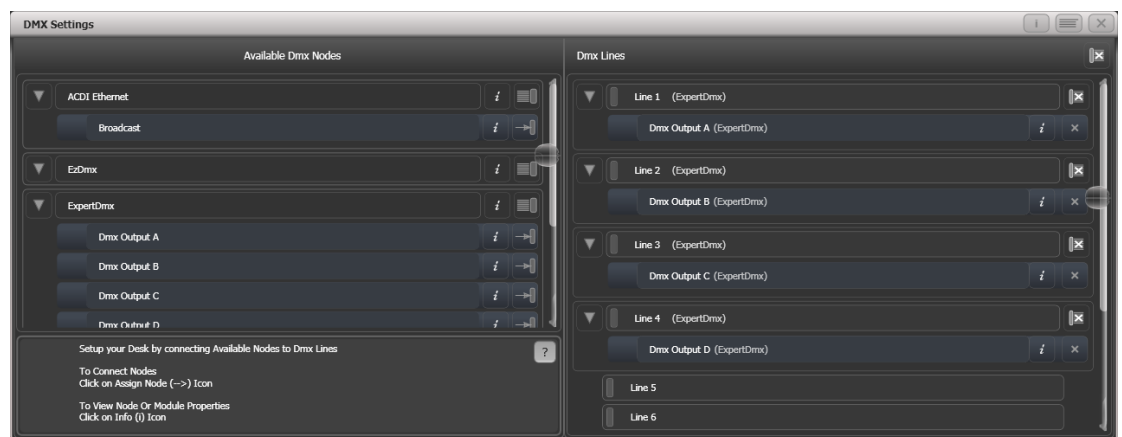 DMX Settings
Available Dmx Nodes
ACDI Ethernet
Broadcast
EzDmx
ExpertDmx
Dmx Output A
Dmx Output B
Dmx Output C
Dmx Output D
Setup your Desk by connecting Available Nodes to Dmx Lines
To Connect Nodes
Click on Assign Node (-->) Icon
To View Node Or Module Properties
Click on Info (i) Icon
?
Dmx Lines
Line 1 (ExpertDmx)
Dmx Output A (ExpertDmx)
Line 2 (ExpertDmx)
Dmx Output B (ExpertDmx)
Line 3 (ExpertDmx)
Dmx Output C (ExpertDmx)
Line 4 (ExpertDmx)
Dmx Output D (ExpertDmx)
Line 5
Line 6